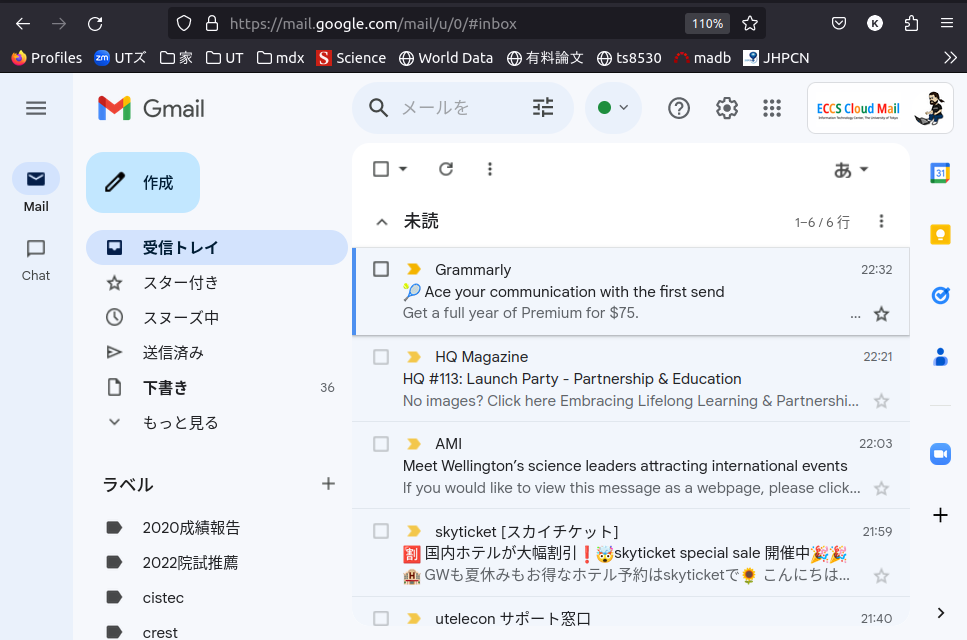 https://mail.google.com/mail/u/0/#inbox
110%
K
Profiles
zm UTズ
家
UT
mdx
S Science
World Data
有料論文
ts8530
madb
JHPCN
Gmail
メールを
ECCS Cloud Mail
Information Technology Center, The University of Tokyo
Mail
Chat
作成
受信トレイ
スター付き
スヌーズ中
送信済み
下書き 36
もっと見る
ラベル
2020成績報告
2022院試推薦
cistec
crest
あ
未読
1–6 / 6 行
Grammarly 22:32
Ace your communication with the first send
Get a full year of Premium for $75. ...
HQ Magazine 22:21
HQ #113: Launch Party - Partnership & Education
No images? Click here Embracing Lifelong Learning & Partnershi...
AMI 22:03
Meet Wellington’s science leaders attracting international events
If you would like to view this message as a webpage, please click...
skyticket [スカイチケット] 21:59
🈹国内ホテルが大幅割引❗🤯skyticket special sale 開催中🎉🎉
🏨GWも夏休みもお得なホテル予約はskyticketで🌻 こんにちは...
utelecon サポート窓口 21:40
31